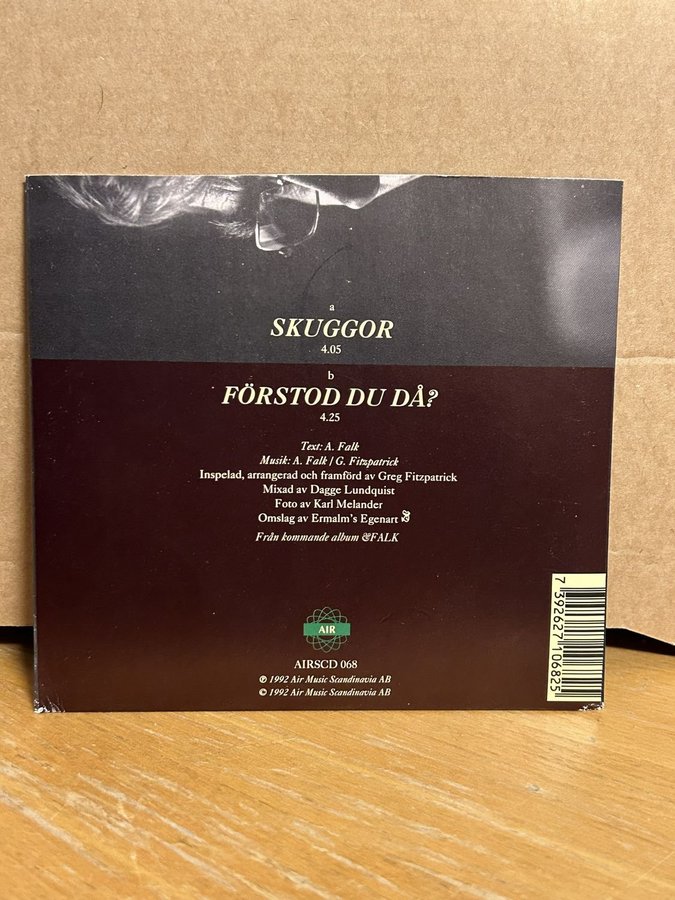 a
SKUGGOR
4.05
b
FÖRSTOD DU DÅ?
4.25
Text: A. Falk
Musik: A. Falk / G. Fitzpatrick
Inspelad, arrangerad och framförd av Greg Fitzpatrick
Mixad av Dagge Lundquist
Foto av Karl Melander
Omslag av Ermalm's Egenart
Från kommande album &FALK
AIR
AIRSCD 068
℗ 1992 Air Music Scandinavia AB
© 1992 Air Music Scandinavia AB
7 392627 106825